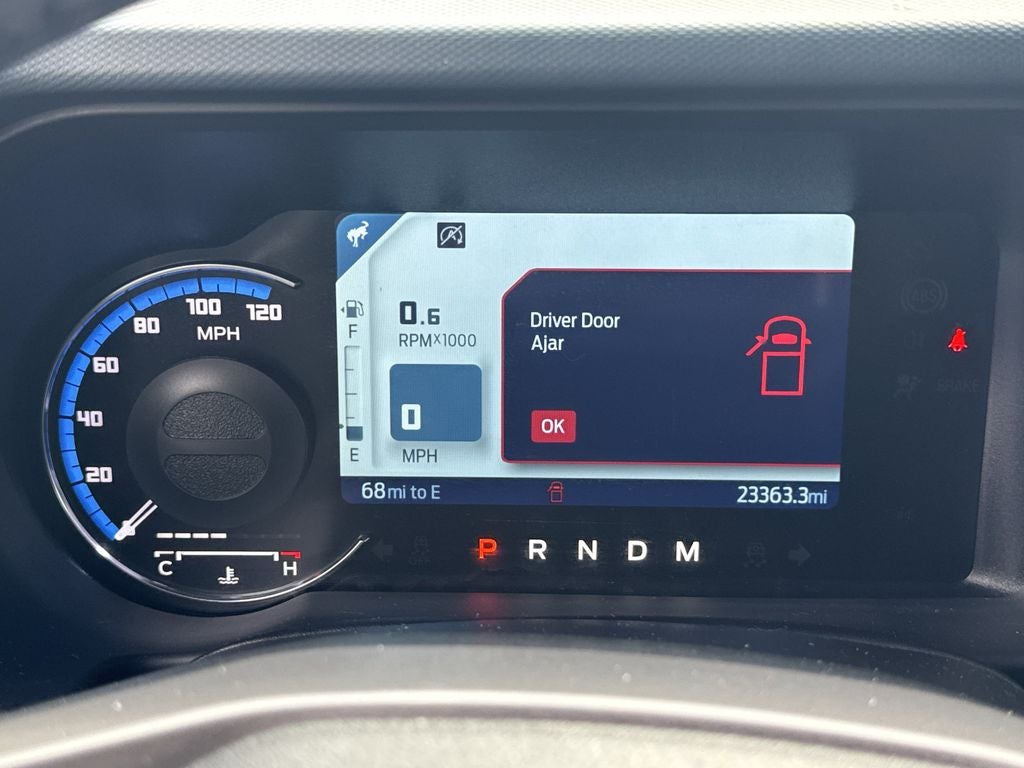 20
40
60
80
100
120
MPH
C
H
F
E
0.6
RPMx1000
0
MPH
Driver Door
Ajar
OK
68mi to E
23363.3mi
P R N D M
ABS
BRAKE